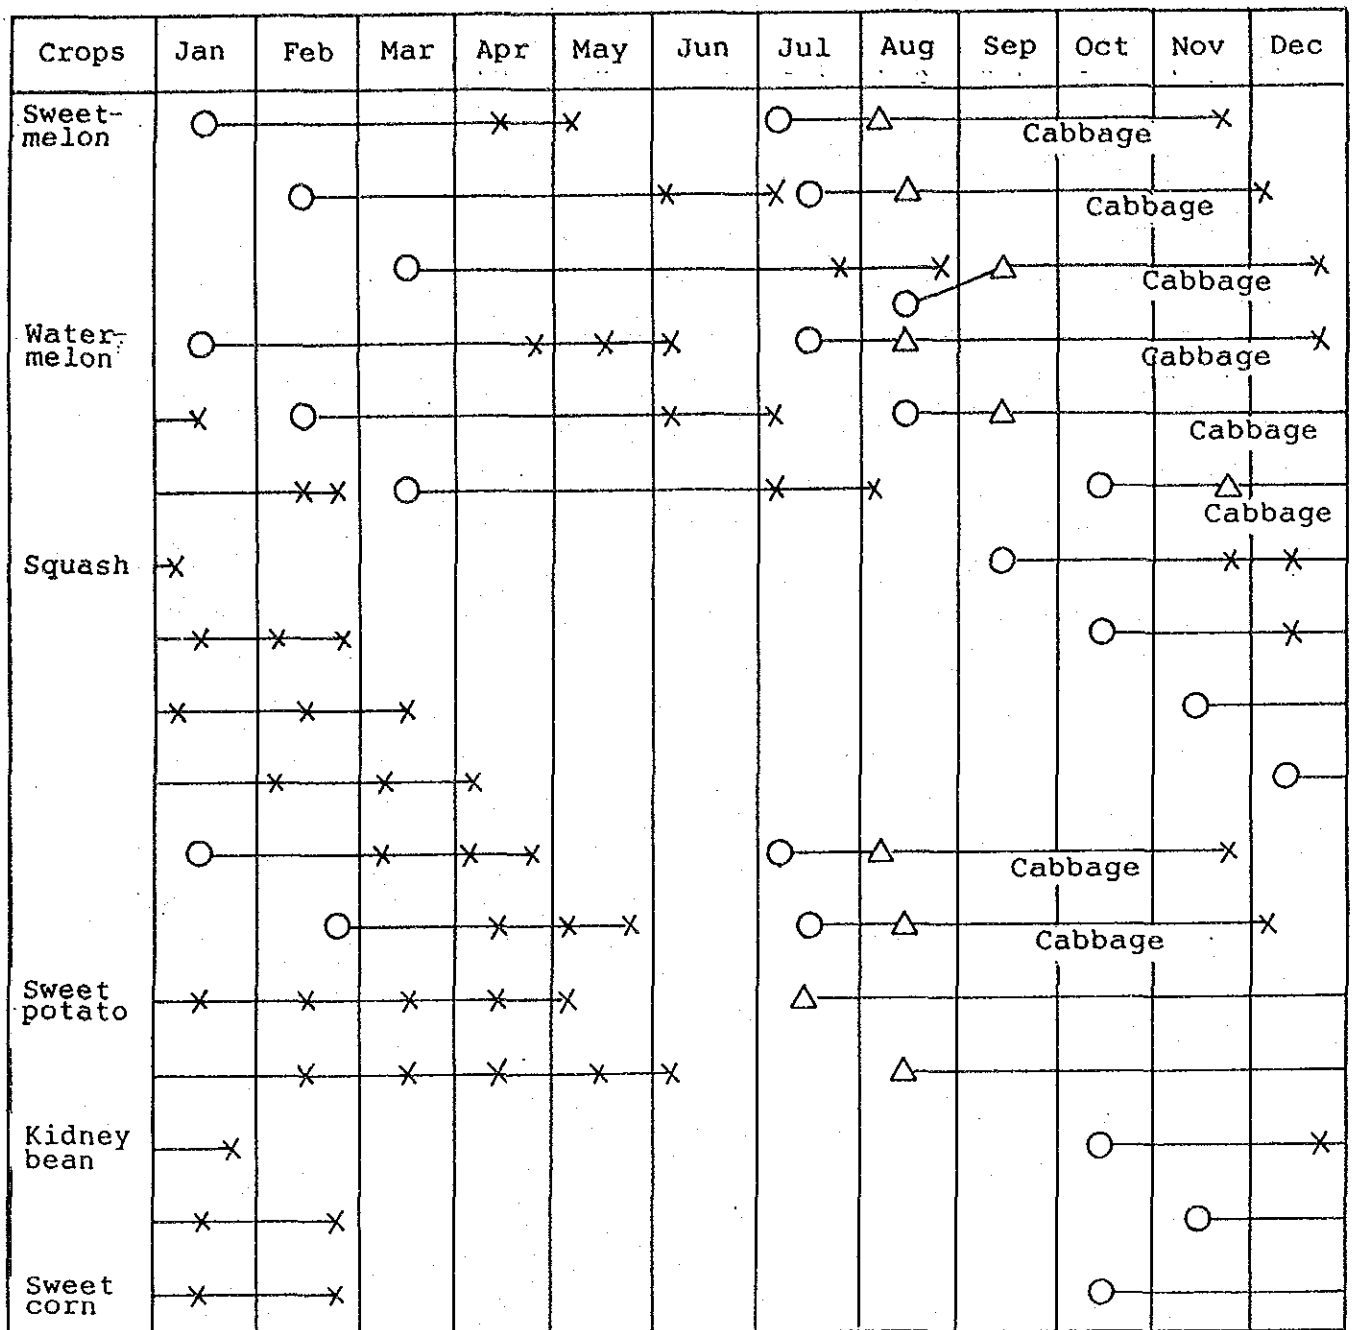 Crops Jan Feb Mar Apr May Jun Jul Aug Sep Oct Nov Dec
Sweet-
melon
Cabbage
Cabbage
Cabbage
Water-
melon
Cabbage
Cabbage
Cabbage
Squash
Cabbage
Cabbage
Sweet
potato
Kidney
bean
Sweet
corn